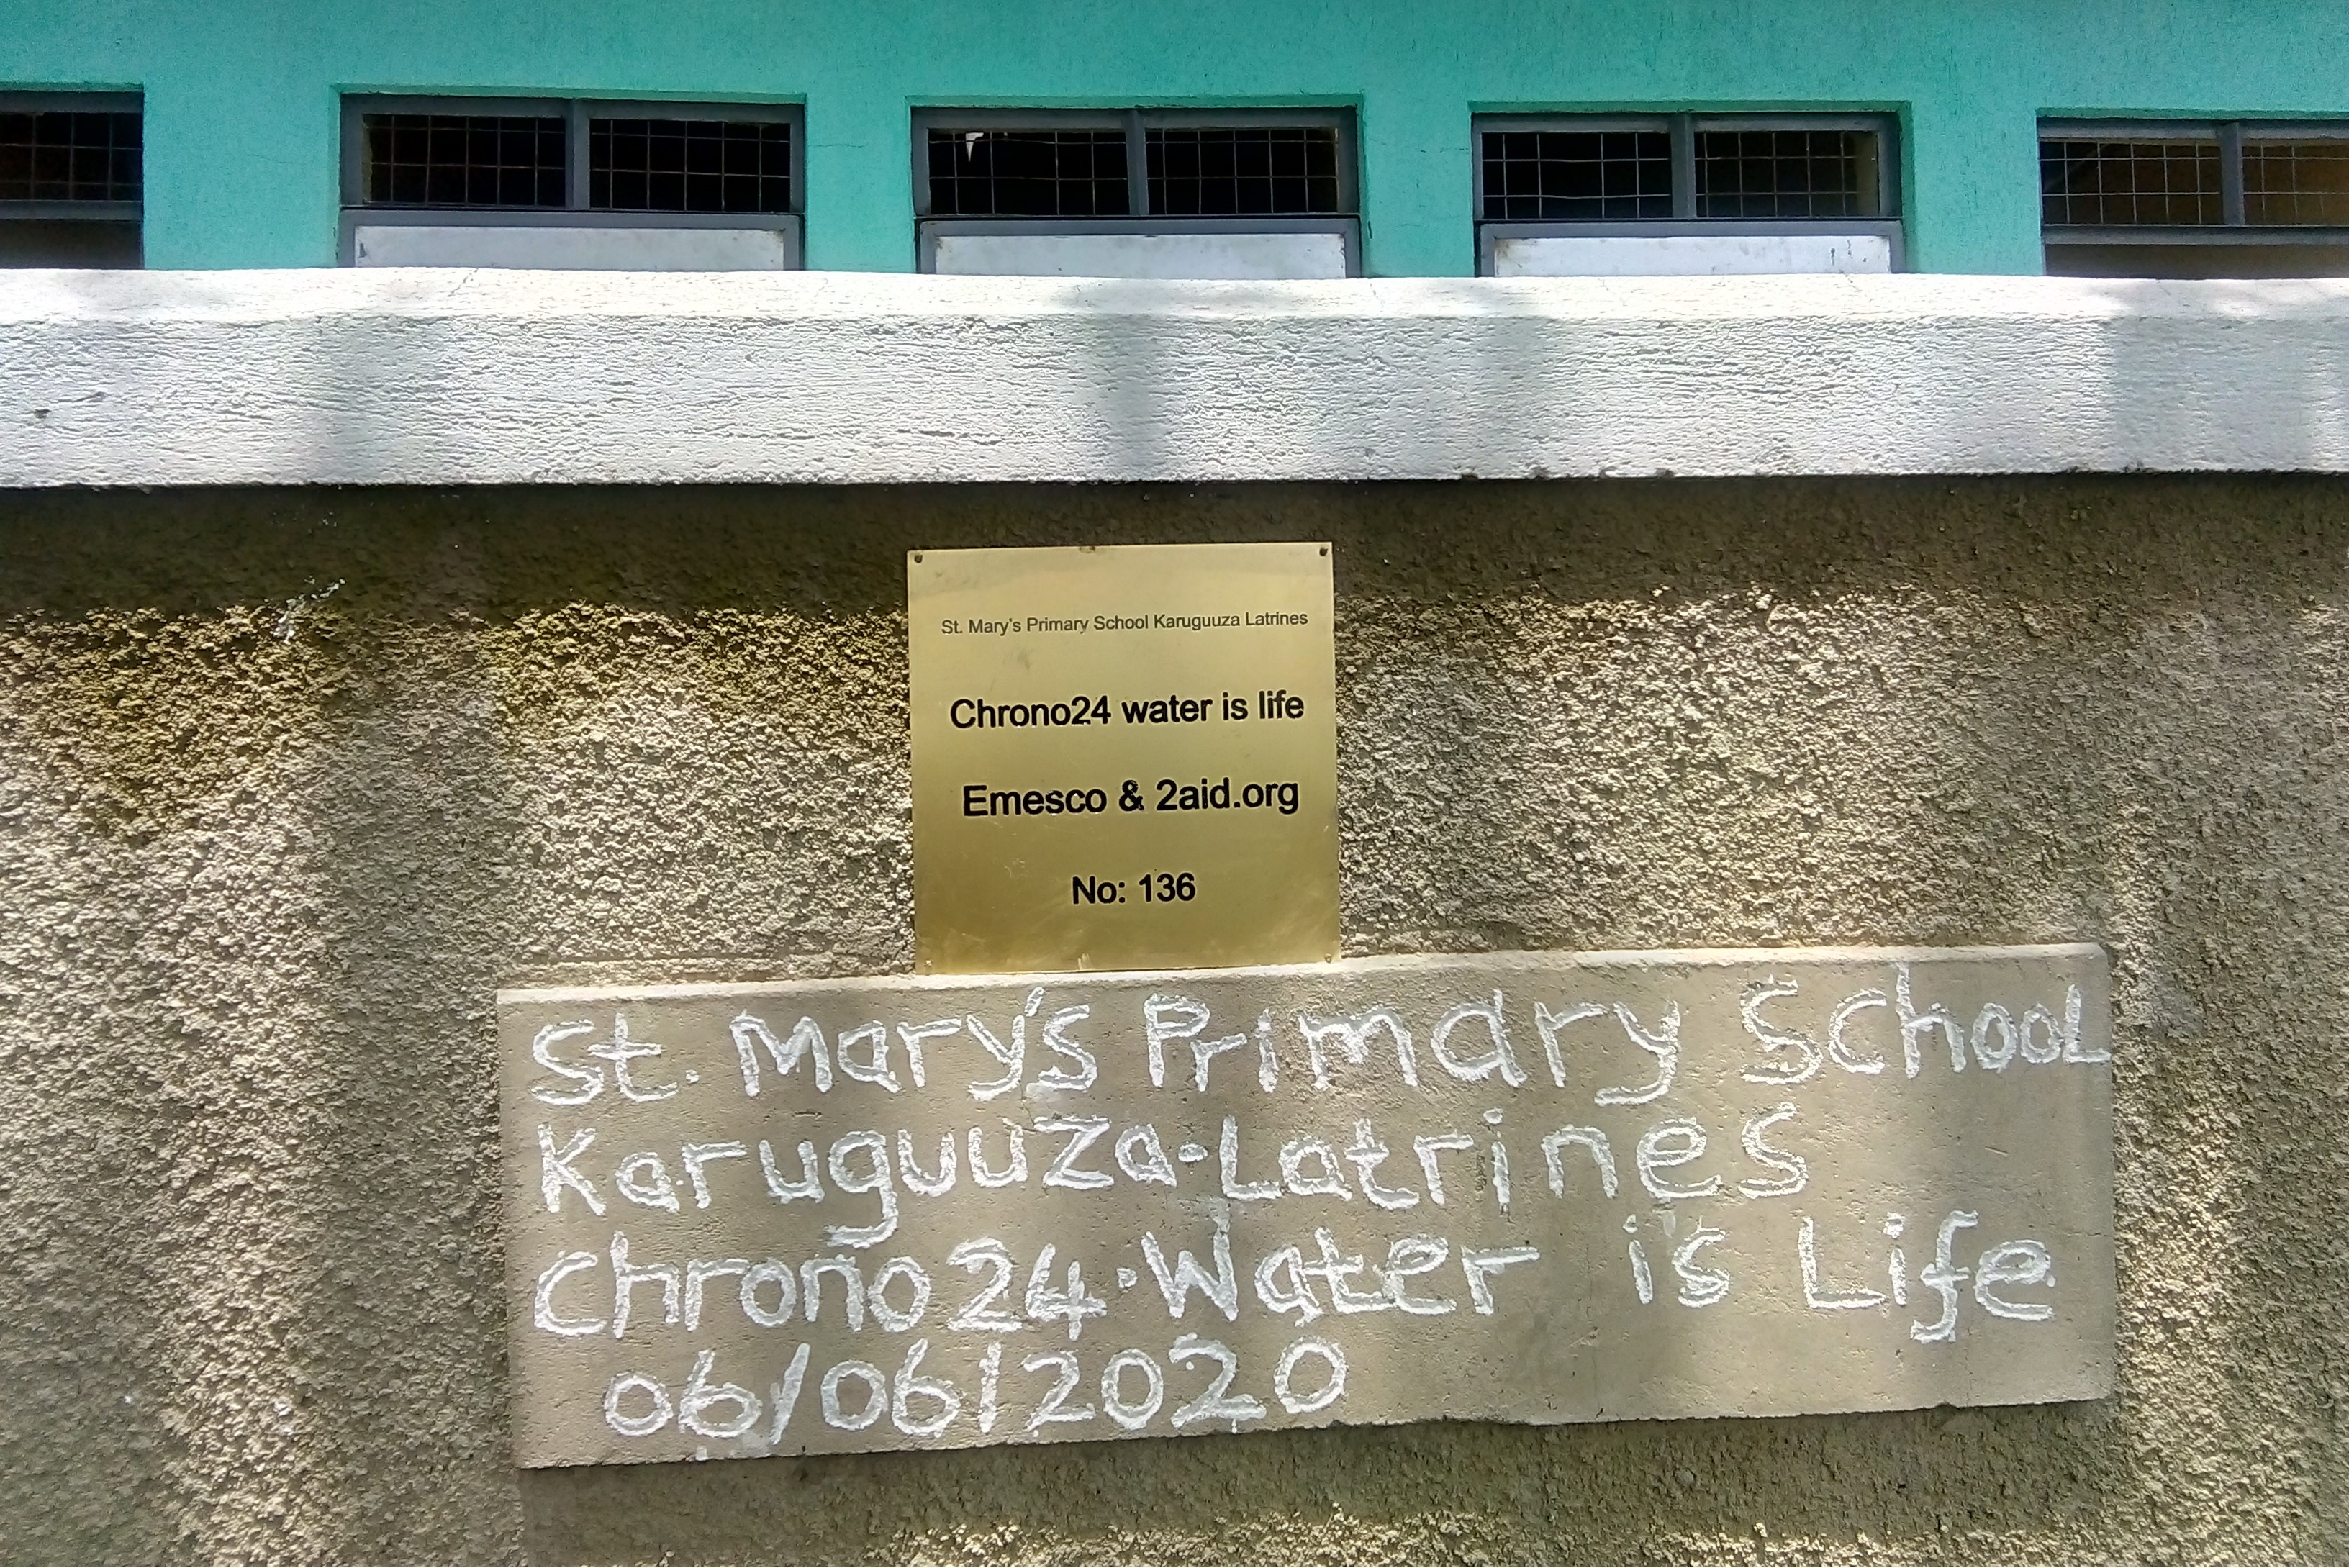 St. Mary's Primary School Karuguuza Latrines
Chrono24 water is life
Emesco & 2aid.org
No: 136
St. Mary's Primary School
Karuguuza-Latrines
Chrono24-Water is Life
06/06/2020